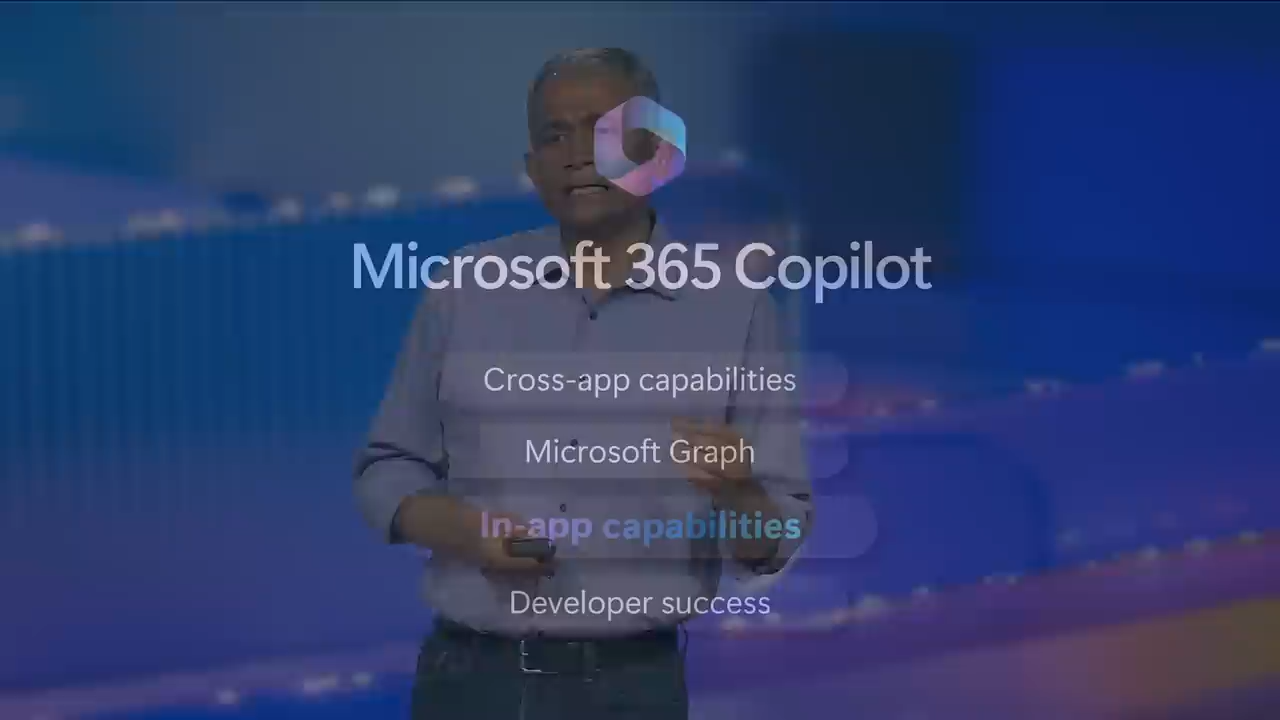 Microsoft 365 Copilot
Cross-app capabilities
Microsoft Graph
In-app capabilities
Developer success